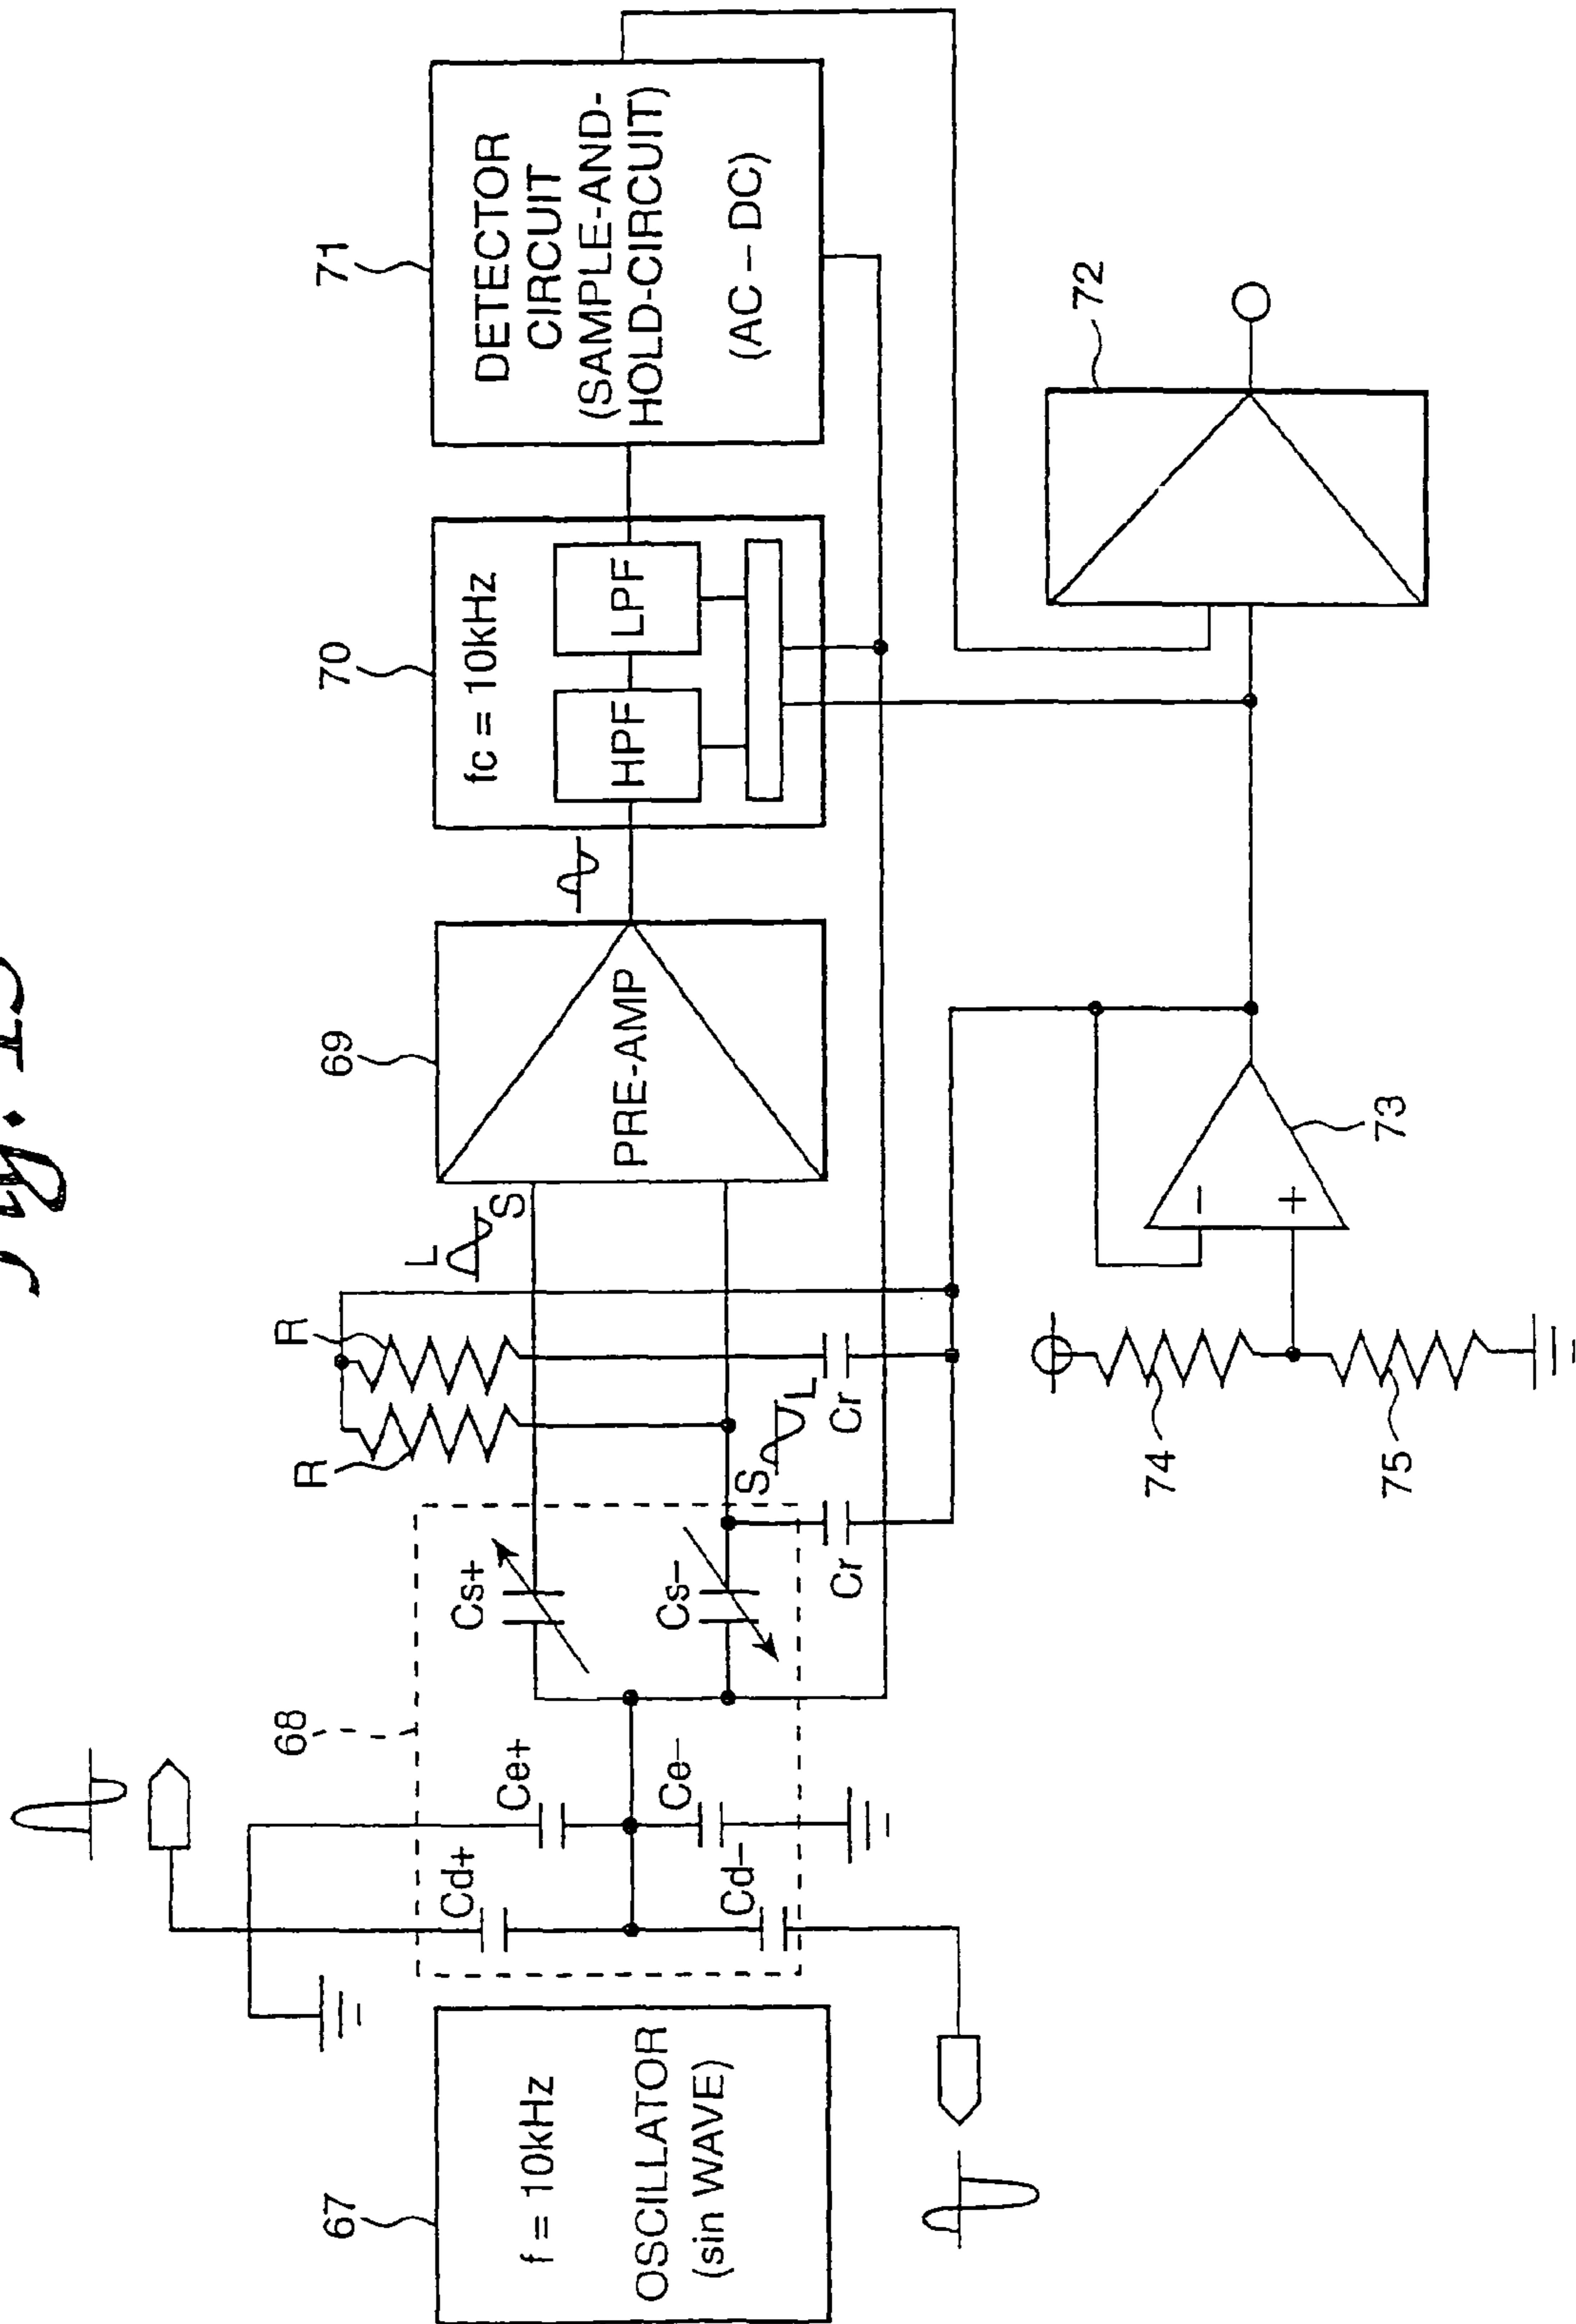 67
f = 10kHz
OSCILLATOR
(sin WAVE)
68
Cd+
Ce+
Cd−
Ce−
Cs+
Cs−
R
R
L
S
S
L
Cr
Cr
69
PRE-AMP
70
fc = 10kHz
HPF
LPF
71
DETECTOR
CIRCUIT
(SAMPLE-AND-
HOLD-CIRCUIT)
(AC – DC)
72
−
+
73
74
75